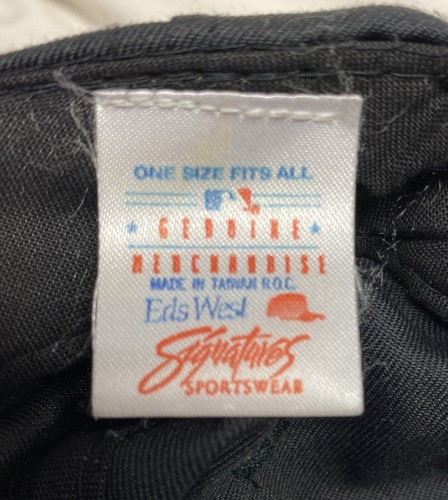 ONE SIZE FITS ALL
* GENUINE *
MERCHANDISE
MADE IN TAIWAN R.O.C.
Eds West
Signatures
SPORTSWEAR